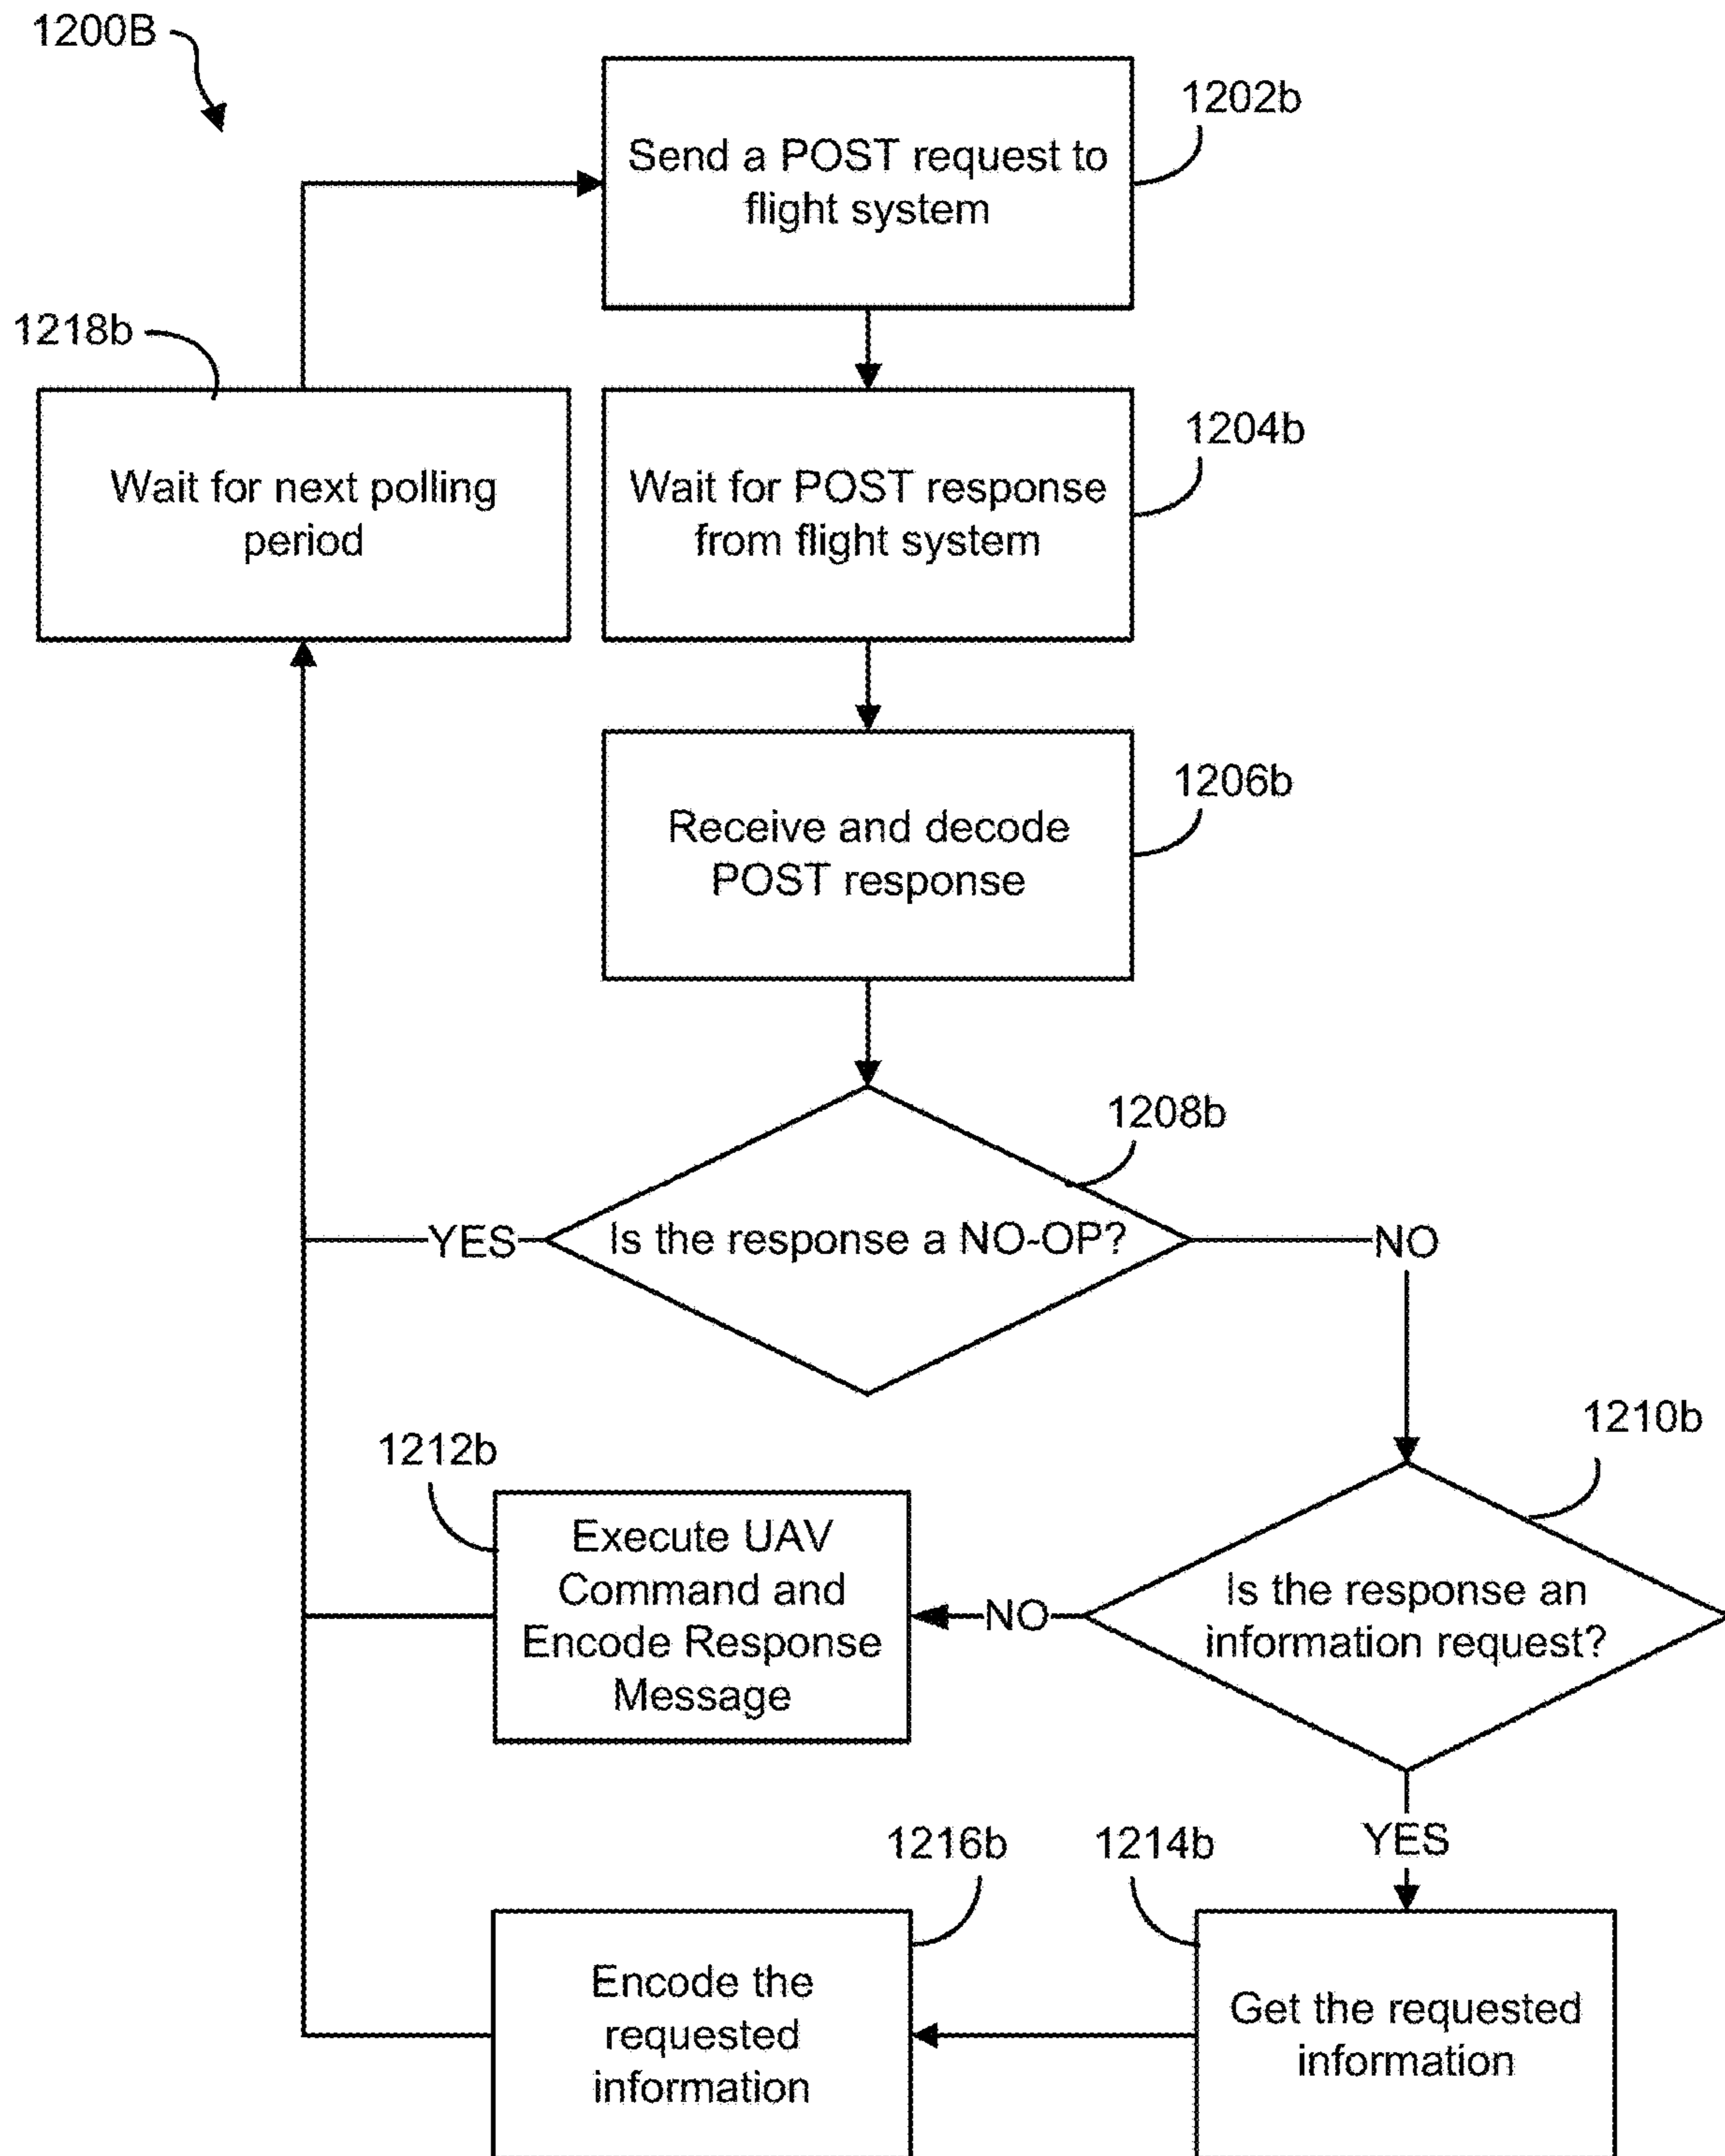 1200B
1202b
Send a POST request to
flight system
1218b
1204b
Wait for next polling
period
Wait for POST response
from flight system
1206b
Receive and decode
POST response
1208b
YES
Is the response a NO-OP?
NO
1210b
1212b
Execute UAV
Command and
Encode Response
Message
NO
Is the response an
information request?
YES
1216b
1214b
Encode the
requested
information
Get the requested
information